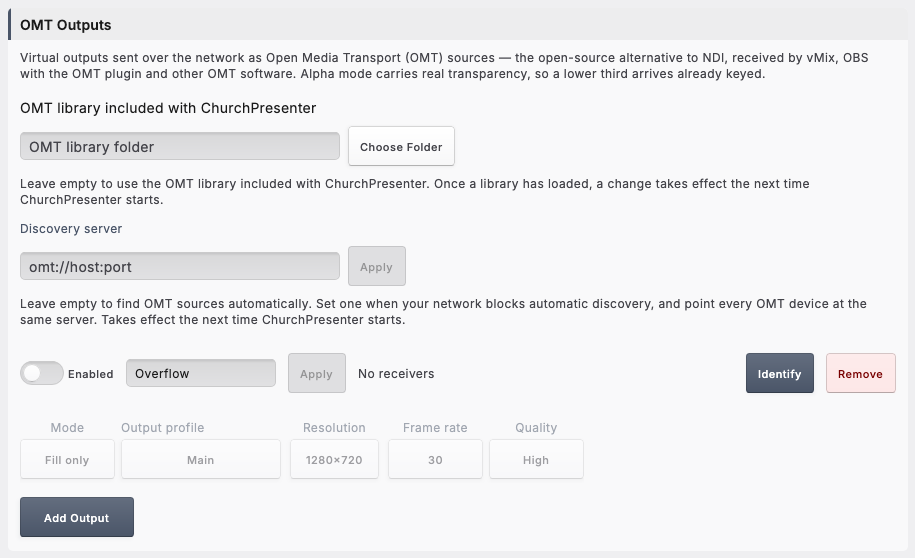 OMT Outputs
Virtual outputs sent over the network as Open Media Transport (OMT) sources — the open-source alternative to NDI, received by vMix, OBS
with the OMT plugin and other OMT software. Alpha mode carries real transparency, so a lower third arrives already keyed.
OMT library included with ChurchPresenter
OMT library folder
Choose Folder
Leave empty to use the OMT library included with ChurchPresenter. Once a library has loaded, a change takes effect the next time
ChurchPresenter starts.
Discovery server
omt://host:port
Apply
Leave empty to find OMT sources automatically. Set one when your network blocks automatic discovery, and point every OMT device at the
same server. Takes effect the next time ChurchPresenter starts.
Enabled Overflow Apply No receivers Identify Remove
Mode Output profile Resolution Frame rate Quality
Fill only Main 1280×720 30 High
Add Output